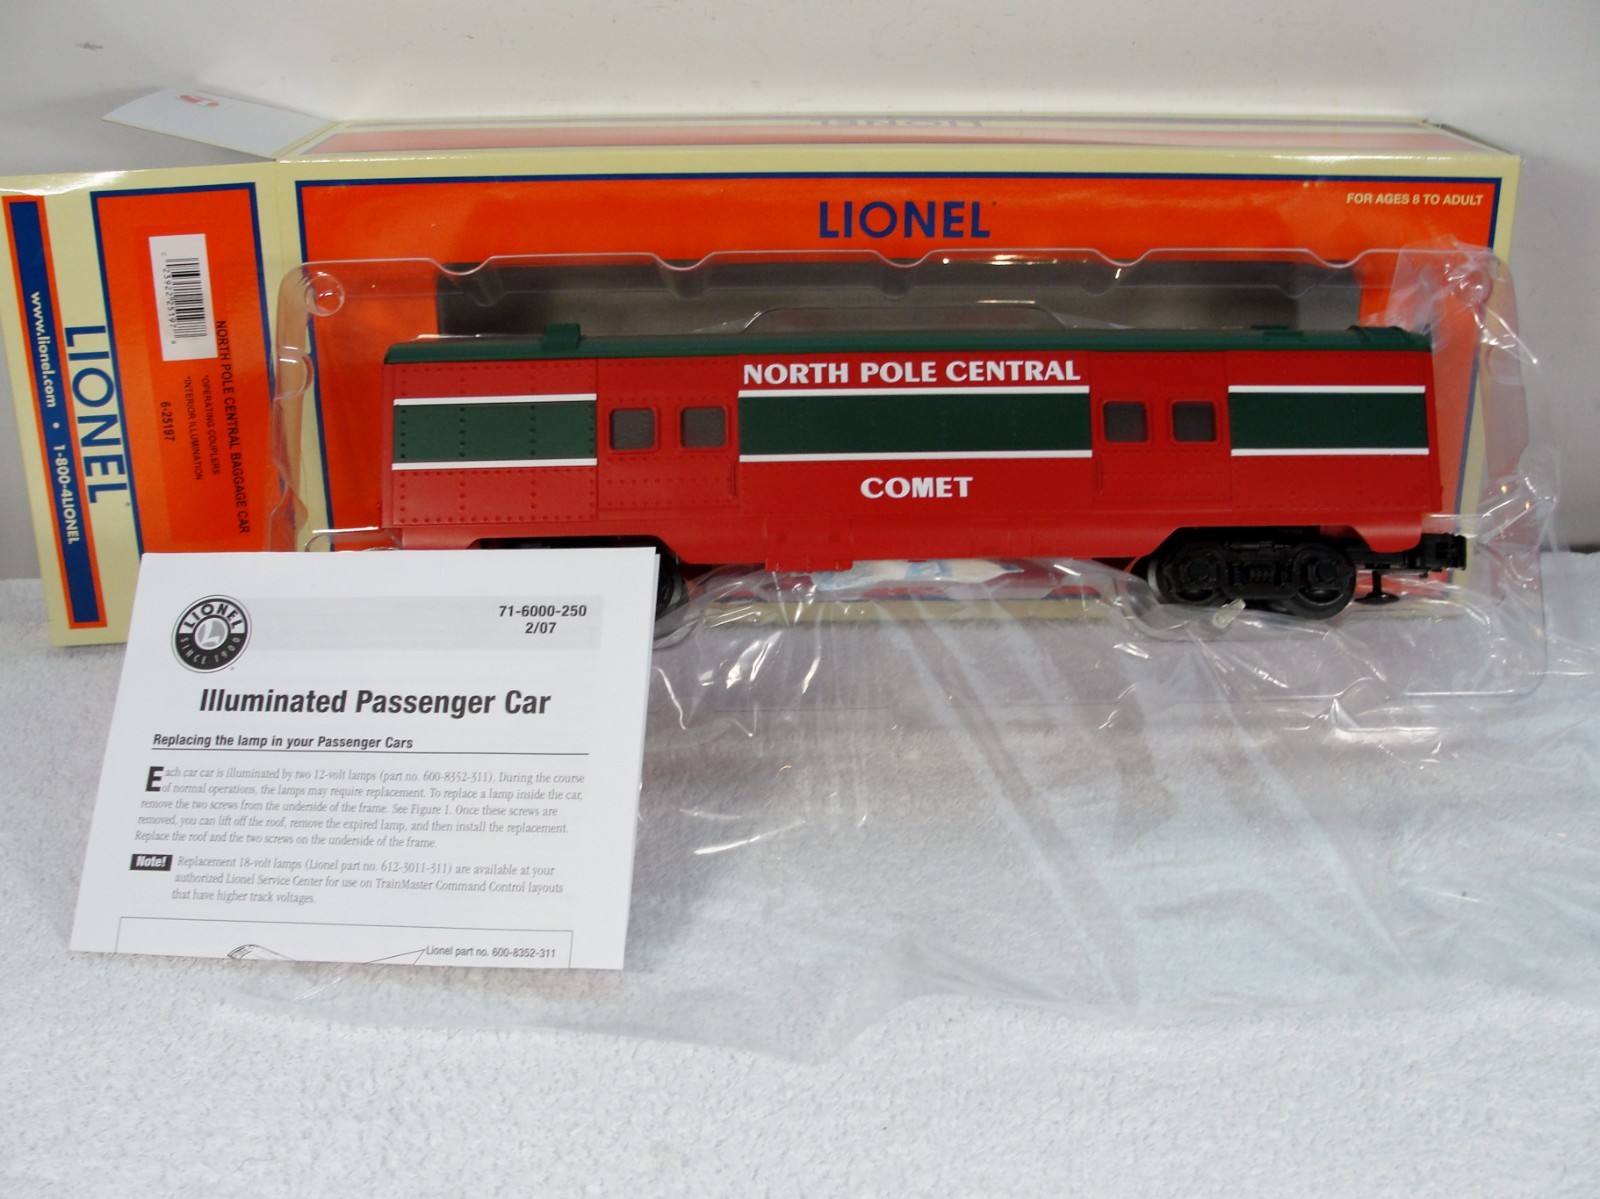 LIONEL
FOR AGES 8 TO ADULT
LIONEL
www.lionel.com • 1-800-4LIONEL
NORTH POLE CENTRAL BAGGAGE CAR
*OPERATING COUPLERS
*INTERIOR ILLUMINATION
6-25197
LIONEL
NORTH POLE CENTRAL
COMET
LIONEL
L
SINCE 1900
71-6000-250
2/07
Illuminated Passenger Car
Replacing the lamp in your Passenger Cars
Each car car is illuminated by two 12-volt lamps (part no. 600-8352-311). During the course
of normal operations, the lamps may require replacement. To replace a lamp inside the car,
remove the two screws from the underside of the frame. See Figure 1. Once these screws are
removed, you can lift off the roof, remove the expired lamp, and then install the replacement.
Replace the roof and the two screws on the underside of the frame.
Note! Replacement 18-volt lamps (Lionel part no. 612-3011-311) are available at your
authorized Lionel Service Center for use on TrainMaster Command Control layouts
that have higher track voltages.
Lionel part no. 600-8352-311